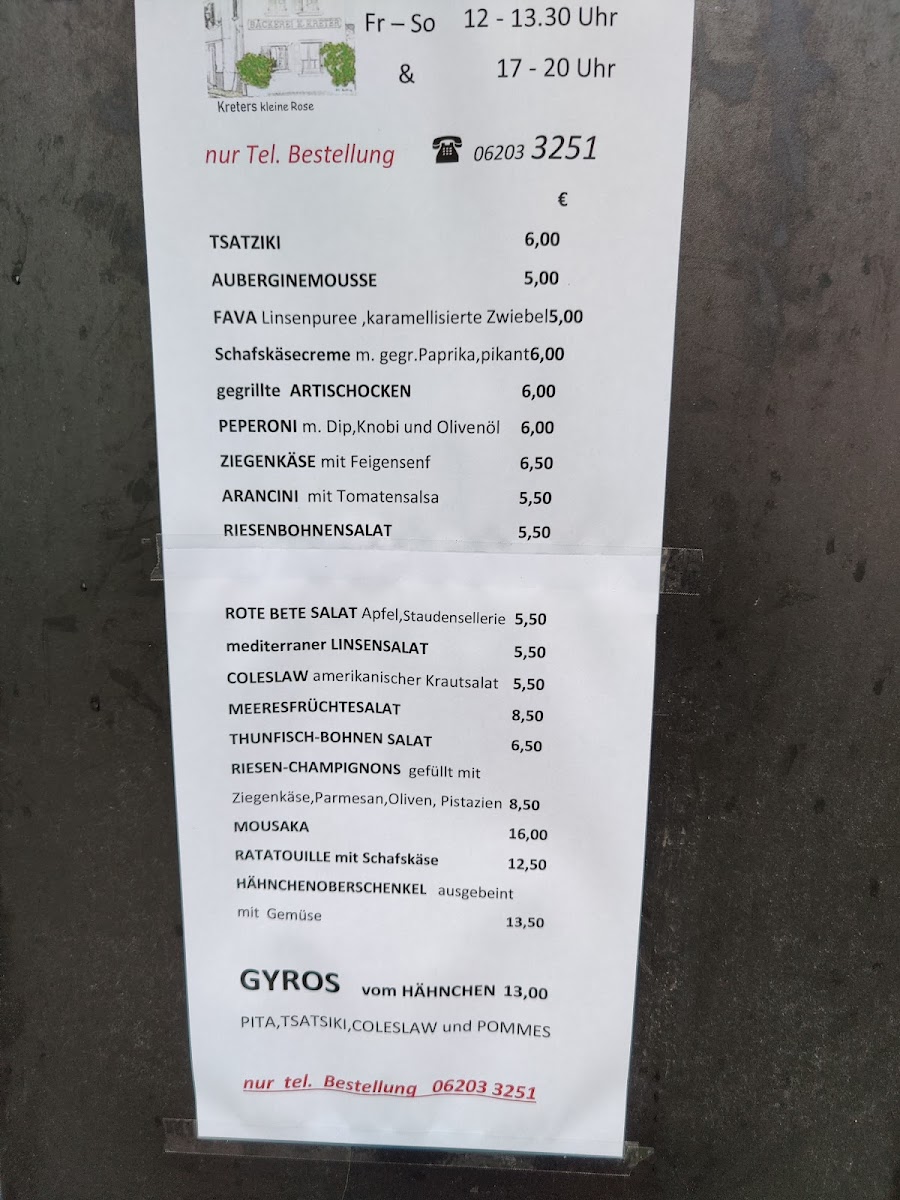 BÄCKEREI K. KRETER
Fr – So 12 - 13.30 Uhr
& 17 - 20 Uhr
Kreters kleine Rose
nur Tel. Bestellung ☎ 06203 3251
€
TSATZIKI 6,00
AUBERGINEMOUSSE 5,00
FAVA Linsenpuree ,karamellisierte Zwiebel5,00
Schafskäsecreme m. gegr.Paprika,pikant6,00
gegrillte ARTISCHOCKEN 6,00
PEPERONI m. Dip,Knobi und Olivenöl 6,00
ZIEGENKÄSE mit Feigensenf 6,50
ARANCINI mit Tomatensalsa 5,50
RIESENBOHNENSALAT 5,50
ROTE BETE SALAT Apfel,Staudensellerie 5,50
mediterraner LINSENSALAT 5,50
COLESLAW amerikanischer Krautsalat 5,50
MEERESFRÜCHTESALAT 8,50
THUNFISCH-BOHNEN SALAT 6,50
RIESEN-CHAMPIGNONS gefüllt mit
Ziegenkäse,Parmesan,Oliven, Pistazien 8,50
MOUSAKA 16,00
RATATOUILLE mit Schafskäse 12,50
HÄHNCHENOBERSCHENKEL ausgebeint
mit Gemüse 13,50
GYROS vom HÄHNCHEN 13,00
PITA,TSATSIKI,COLESLAW und POMMES
nur tel. Bestellung 06203 3251